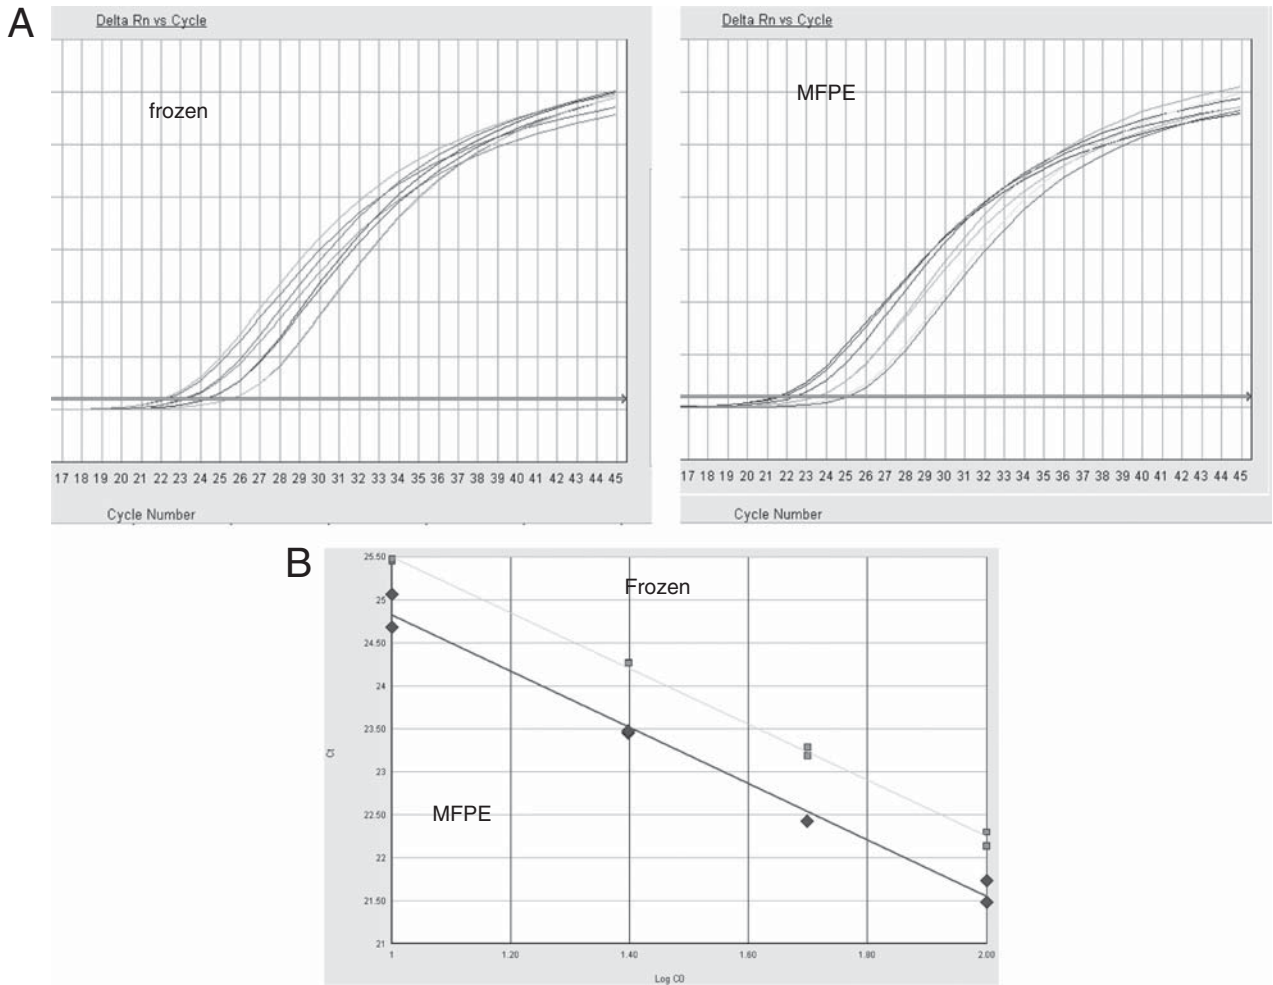 A
Delta Rn vs Cycle
frozen
17 18 19 20 21 22 23 24 25 26 27 28 29 30 31 32 33 34 35 36 37 38 39 40 41 42 43 44 45
Cycle Number
Delta Rn vs Cycle
MFPE
17 18 19 20 21 22 23 24 25 26 27 28 29 30 31 32 33 34 35 36 37 38 39 40 41 42 43 44 45
Cycle Number
B
25.50
25
24.50
24
23.50
23
22.50
22
21.50
21
Ct
Frozen
MFPE
1 1.20 1.40 1.60 1.80 2.00
Log C0